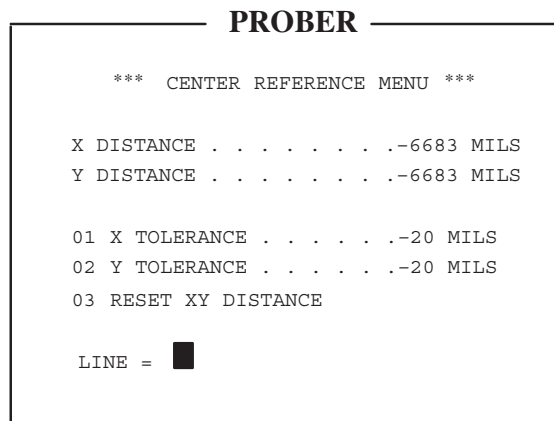 PROBER
*** CENTER REFERENCE MENU ***
X DISTANCE . . . . . . . .-6683 MILS
Y DISTANCE . . . . . . . .-6683 MILS
01 X TOLERANCE . . . . . .-20 MILS
02 Y TOLERANCE . . . . . .-20 MILS
03 RESET XY DISTANCE
LINE =